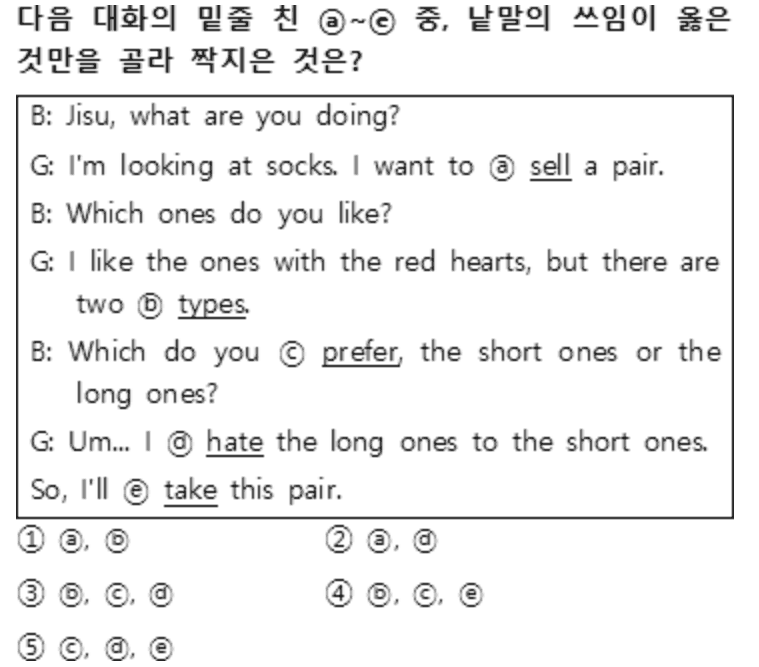 다음 대화의 밑줄 친 ⓐ~ⓔ 중, 낱말의 쓰임이 옳은
것만을 골라 짝지은 것은?
B: Jisu, what are you doing?
G: I'm looking at socks. I want to ⓐ sell a pair.
B: Which ones do you like?
G: I like the ones with the red hearts, but there are
two ⓑ types.
B: Which do you ⓒ prefer, the short ones or the
long ones?
G: Um... I ⓓ hate the long ones to the short ones.
So, I'll ⓔ take this pair.
① ⓐ, ⓑ ② ⓐ, ⓓ
③ ⓑ, ⓒ, ⓓ ④ ⓑ, ⓒ, ⓔ
⑤ ⓒ, ⓓ, ⓔ